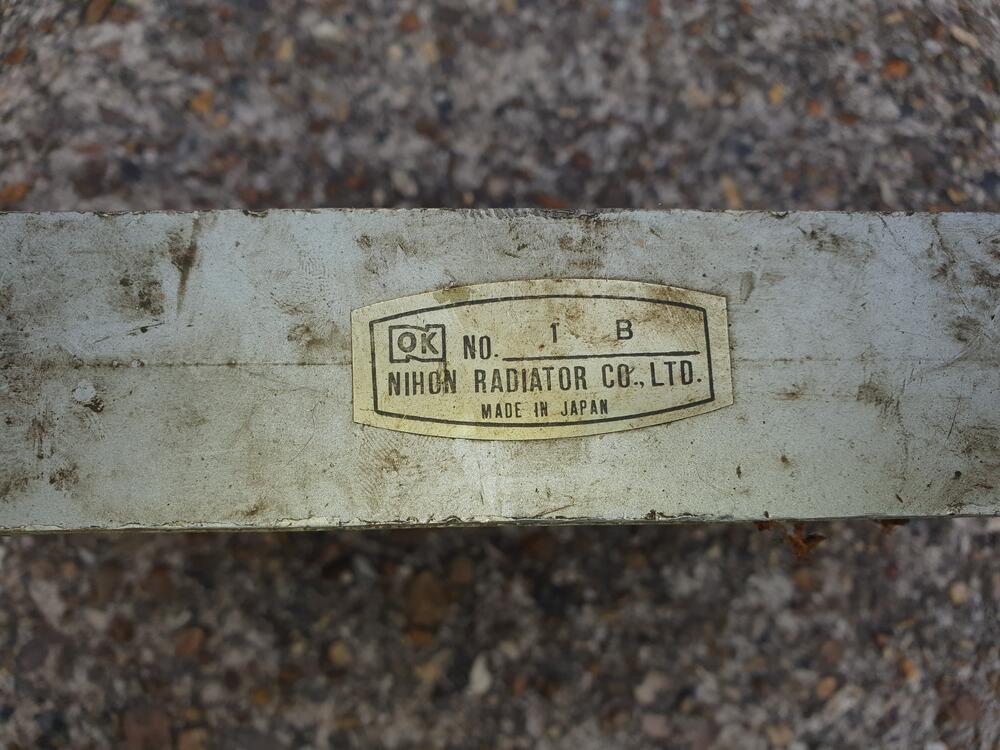 OK NO. 1 B
NIHON RADIATOR CO., LTD.
MADE IN JAPAN